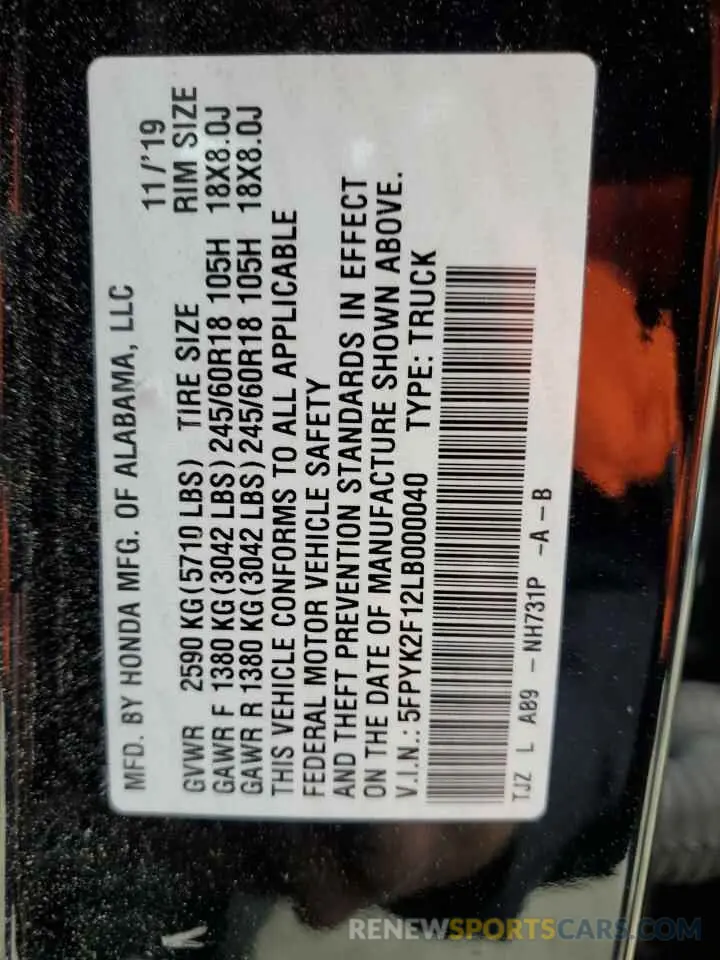 MFD. BY HONDA MFG. OF ALABAMA, LLC 11/'19
GVWR 2590 KG(5710 LBS) TIRE SIZE RIM SIZE
GAWR F 1380 KG(3042 LBS) 245/60R18 105H 18X8.0J
GAWR R 1380 KG(3042 LBS) 245/60R18 105H 18X8.0J
THIS VEHICLE CONFORMS TO ALL APPLICABLE
FEDERAL MOTOR VEHICLE SAFETY
AND THEFT PREVENTION STANDARDS IN EFFECT
ON THE DATE OF MANUFACTURE SHOWN ABOVE.
V.I.N.: 5FPYK2F12LB000040 TYPE: TRUCK
TJZ L A89 -NH731P -A-B
RENEWSPORTSCARS.COM